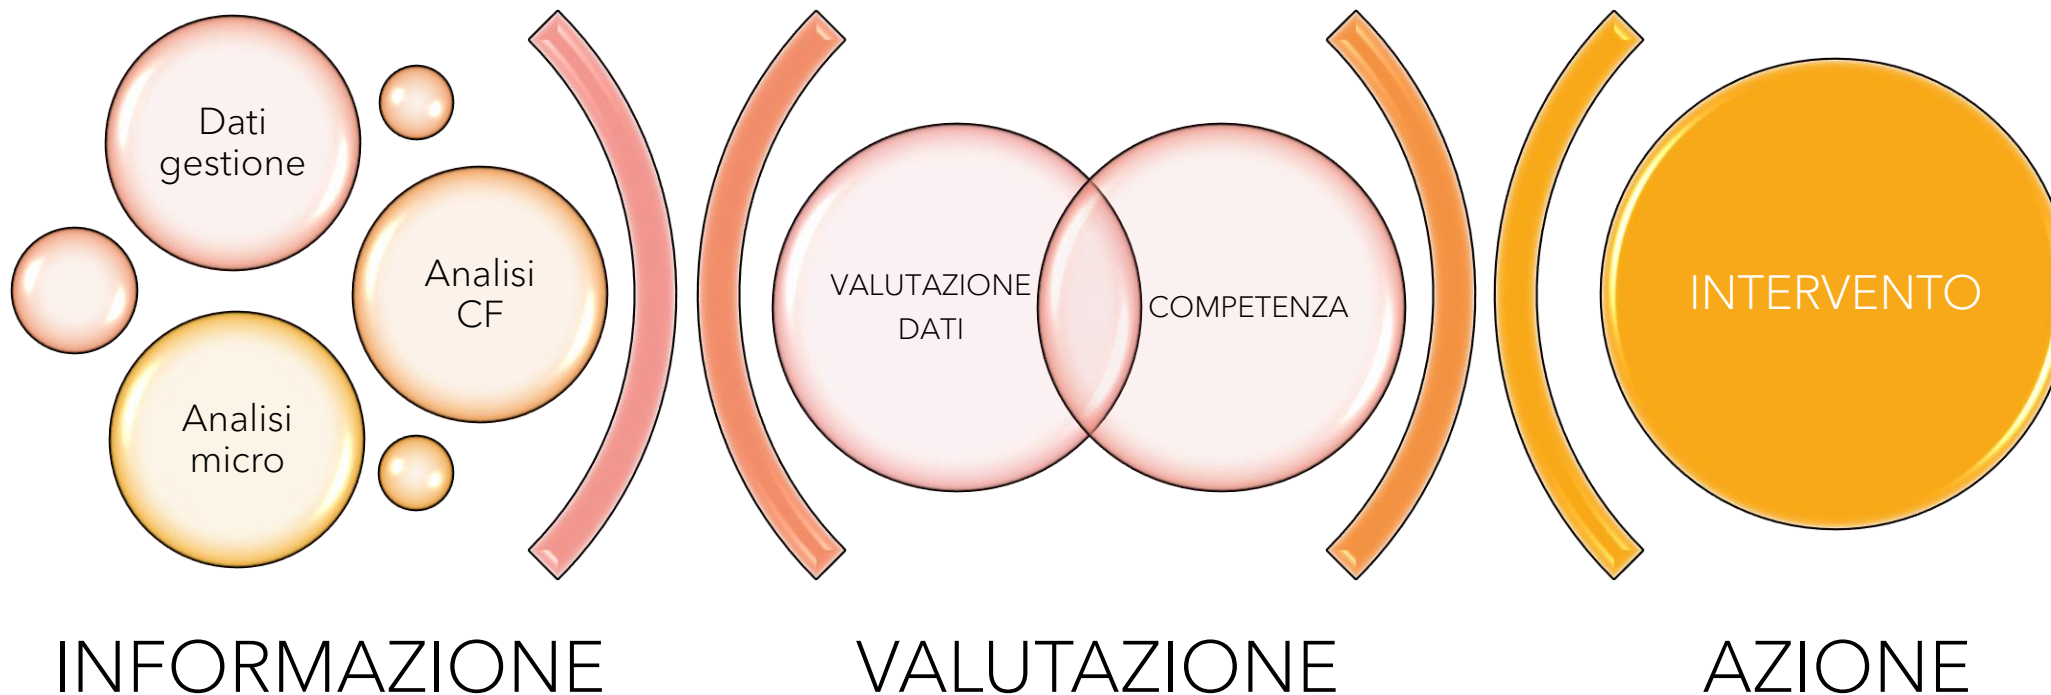 Dati
gestione
Analisi
CF
Analisi
micro
VALUTAZIONE
DATI
COMPETENZA
INTERVENTO
INFORMAZIONE
VALUTAZIONE
AZIONE